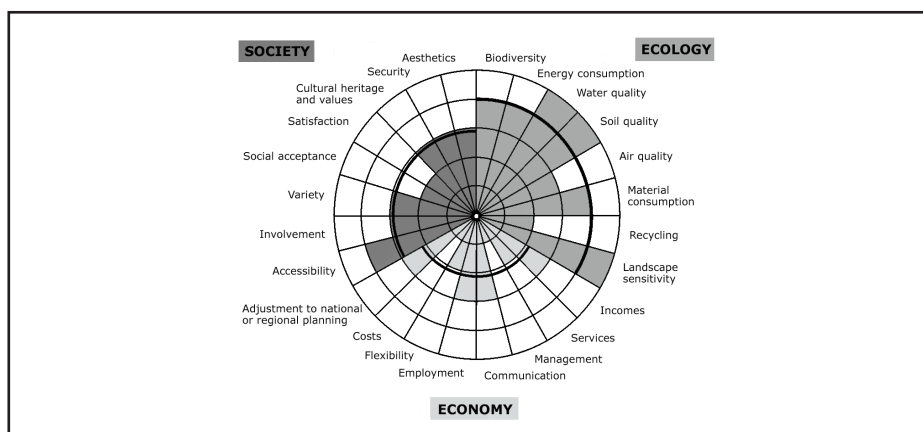 SOCIETY
ECOLOGY
Aesthetics
Security
Cultural heritage
and values
Satisfaction
Social acceptance
Variety
Involvement
Accessibility
Adjustment to national
or regional planning
Costs
Flexibility
Employment
Biodiversity
Energy consumption
Water quality
Soil quality
Air quality
Material
consumption
Recycling
Landscape
sensitivity
Incomes
Services
Management
Communication
ECONOMY